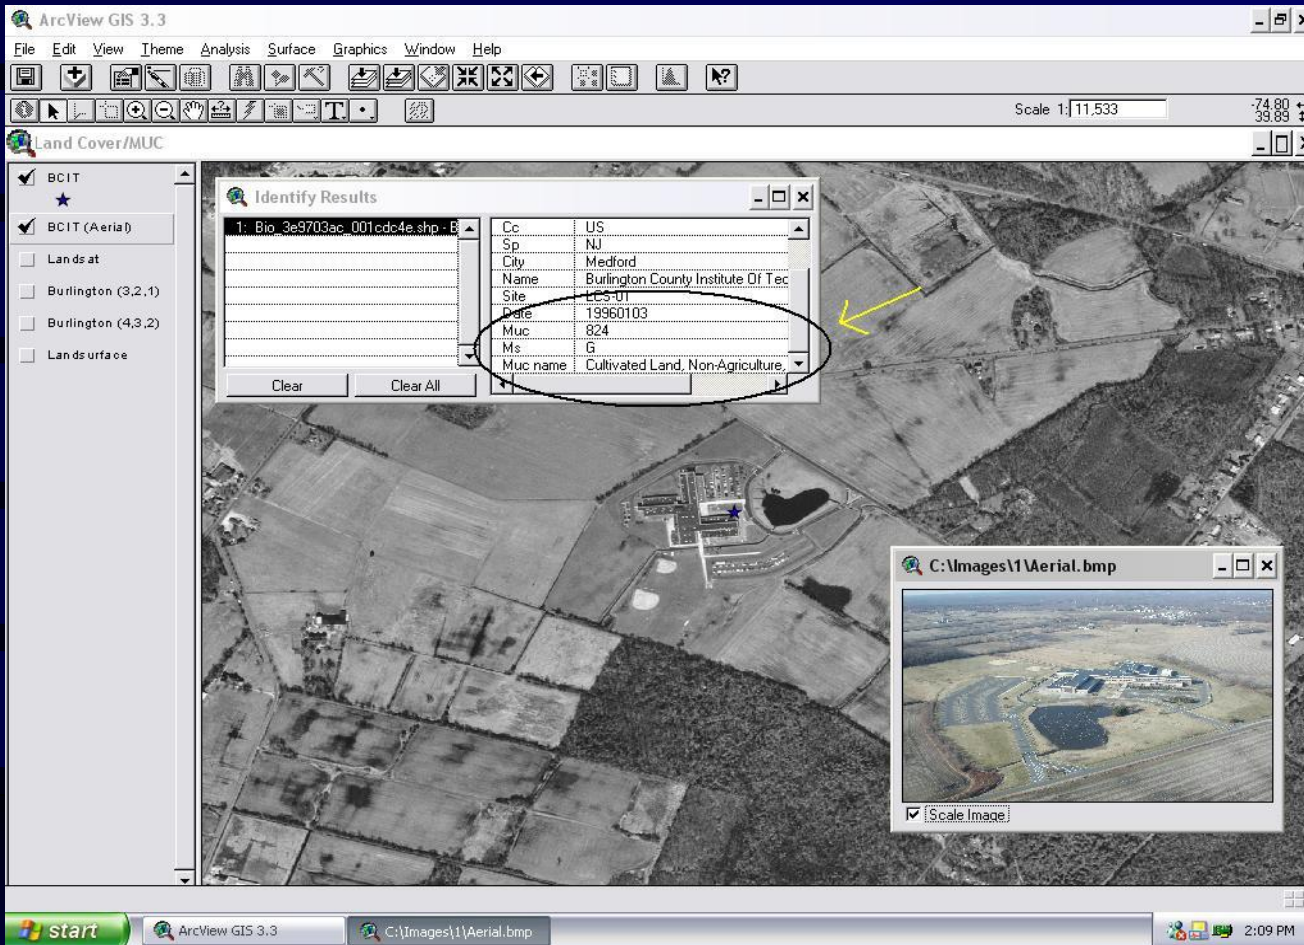 ArcView GIS 3.3
File Edit View Theme Analysis Surface Graphics Window Help
Scale 1: 11,533
-74.80
39.89
Land Cover/MUC
BCIT
BCIT (Aerial)
Landsat
Burlington (3,2,1)
Burlington (4,3,2)
Landsurface
Identify Results
1: Bio_3e9703ac_001cdc4e.shp - B
Cc US
Sp NJ
City Medford
Name Burlington County Institute Of Tec
Site LCS-01
Date 19960103
Muc 824
Ms G
Muc name Cultivated Land, Non-Agriculture,
Clear Clear All
C:\Images\1\Aerial.bmp
Scale Image
start ArcView GIS 3.3 C:\Images\1\Aerial.bmp 2:09 PM